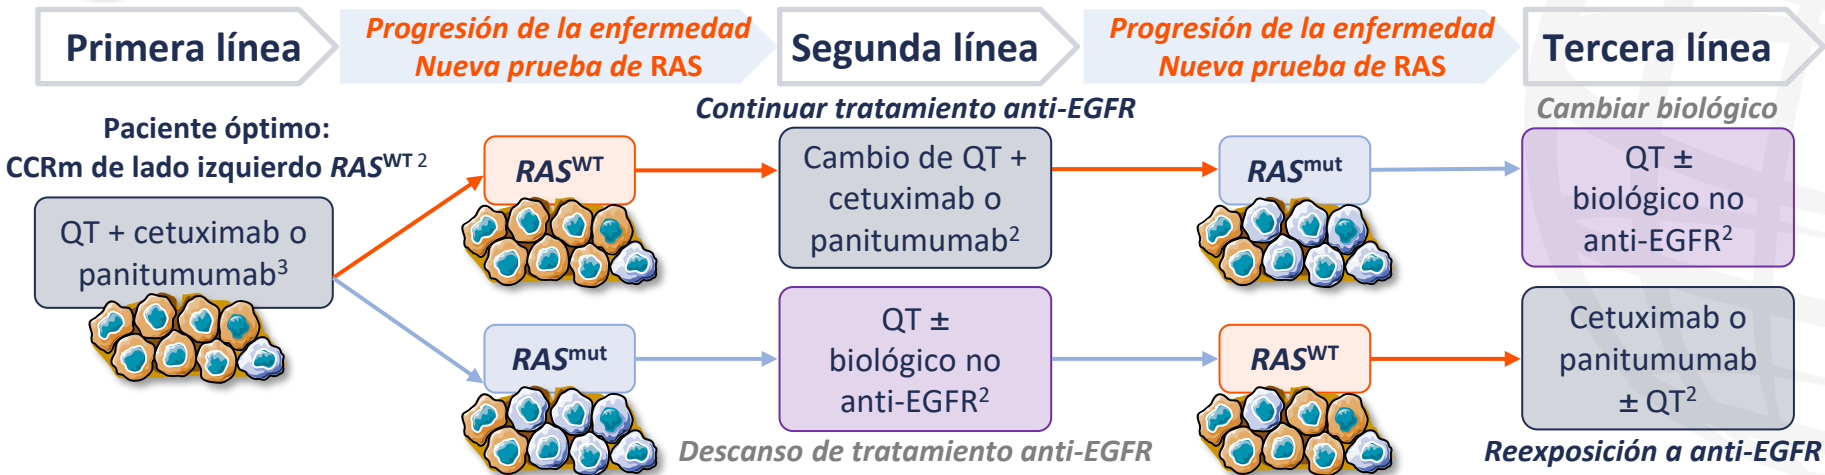 Primera línea
Progresión de la enfermedad
Nueva prueba de RAS
Segunda línea
Progresión de la enfermedad
Nueva prueba de RAS
Tercera línea
Paciente óptimo:
CCRm de lado izquierdo RASWT 2
QT + cetuximab o
panitumumab3
RASWT
RASmut
Continuar tratamiento anti-EGFR
Cambio de QT +
cetuximab o
panitumumab2
QT ±
biológico no
anti-EGFR2
Descanso de tratamiento anti-EGFR
RASmut
RASWT
Cambiar biológico
QT ±
biológico no
anti-EGFR2
Cetuximab o
panitumumab
± QT2
Reexposición a anti-EGFR